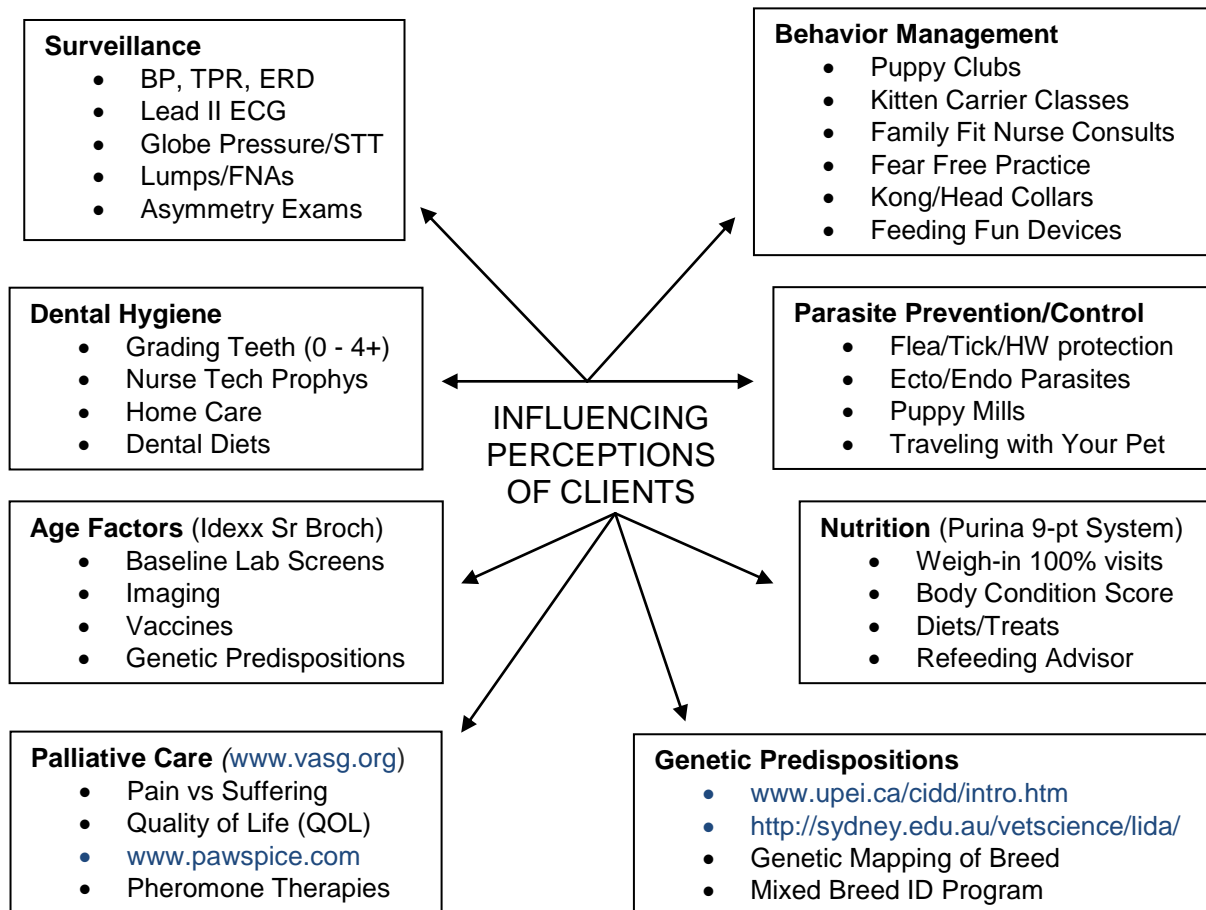 Surveillance
• BP, TPR, ERD
• Lead II ECG
• Globe Pressure/STT
• Lumps/FNAs
• Asymmetry Exams
Behavior Management
• Puppy Clubs
• Kitten Carrier Classes
• Family Fit Nurse Consults
• Fear Free Practice
• Kong/Head Collars
• Feeding Fun Devices
Dental Hygiene
• Grading Teeth (0 - 4+)
• Nurse Tech Prophys
• Home Care
• Dental Diets
Parasite Prevention/Control
• Flea/Tick/HW protection
• Ecto/Endo Parasites
• Puppy Mills
• Traveling with Your Pet
INFLUENCING
PERCEPTIONS
OF CLIENTS
Age Factors (Idexx Sr Broch)
• Baseline Lab Screens
• Imaging
• Vaccines
• Genetic Predispositions
Nutrition (Purina 9-pt System)
• Weigh-in 100% visits
• Body Condition Score
• Diets/Treats
• Refeeding Advisor
Palliative Care (www.vasg.org)
• Pain vs Suffering
• Quality of Life (QOL)
• www.pawspice.com
• Pheromone Therapies
Genetic Predispositions
• www.upei.ca/cidd/intro.htm
• http://sydney.edu.au/vetscience/lida/
• Genetic Mapping of Breed
• Mixed Breed ID Program